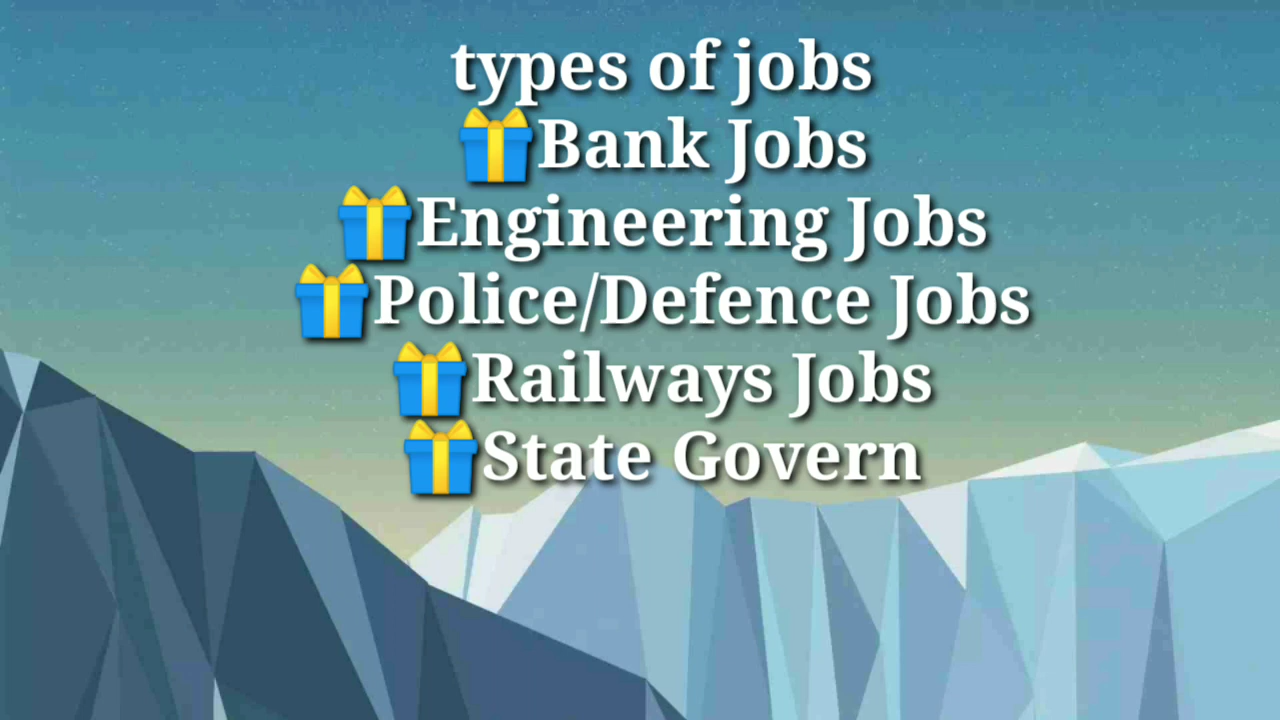 types of jobs
🎁Bank Jobs
🎁Engineering Jobs
🎁Police/Defence Jobs
🎁Railways Jobs
🎁State Govern